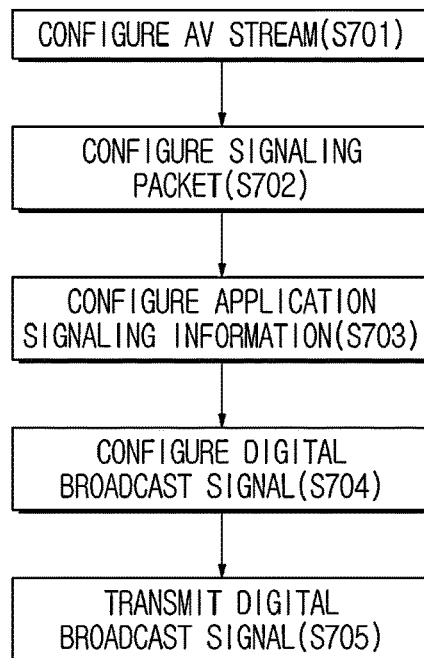 CONFIGURE AV STREAM(S701)
CONFIGURE SIGNALING
PACKET(S702)
CONFIGURE APPLICATION
SIGNALING INFORMATION(S703)
CONFIGURE DIGITAL
BROADCAST SIGNAL(S704)
TRANSMIT DIGITAL
BROADCAST SIGNAL(S705)